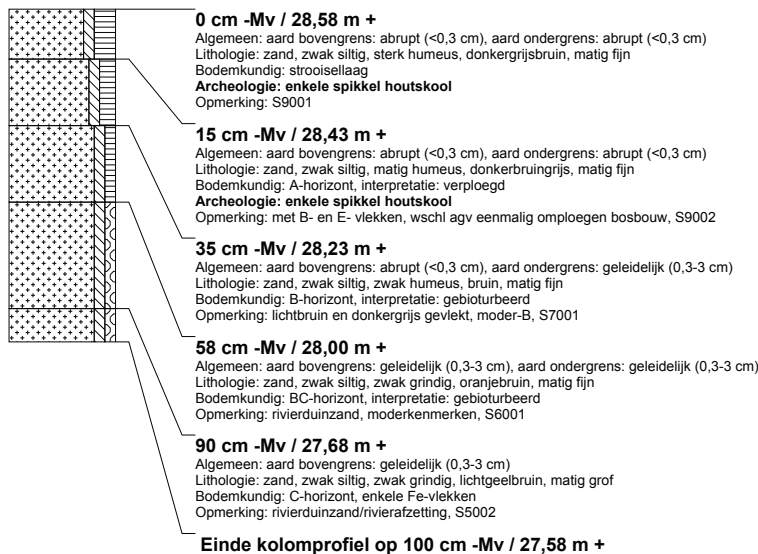 0 cm -Mv / 28,58 m +
Algemeen: aard bovengrens: abrupt (<0,3 cm), aard ondergrens: abrupt (<0,3 cm)
Lithologie: zand, zwak siltig, sterk humeus, donkergrijsbruin, matig fijn
Bodemkundig: strooisellaag
Archeologie: enkele spikkel houtskool
Opmerking: S9001
15 cm -Mv / 28,43 m +
Algemeen: aard bovengrens: abrupt (<0,3 cm), aard ondergrens: abrupt (<0,3 cm)
Lithologie: zand, zwak siltig, matig humeus, donkerbruingrijs, matig fijn
Bodemkundig: A-horizont, interpretatie: verploegd
Archeologie: enkele spikkel houtskool
Opmerking: met B- en E- vlekken, wschl agv eenmalig omploegen bosbouw, S9002
35 cm -Mv / 28,23 m +
Algemeen: aard bovengrens: abrupt (<0,3 cm), aard ondergrens: geleidelijk (0,3-3 cm)
Lithologie: zand, zwak siltig, zwak humeus, bruin, matig fijn
Bodemkundig: B-horizont, interpretatie: gebioturbeerd
Opmerking: lichtbruin en donkergrijs gevlekt, moder-B, S7001
58 cm -Mv / 28,00 m +
Algemeen: aard bovengrens: geleidelijk (0,3-3 cm), aard ondergrens: geleidelijk (0,3-3 cm)
Lithologie: zand, zwak siltig, zwak grindig, oranjebruin, matig fijn
Bodemkundig: BC-horizont, interpretatie: gebioturbeerd
Opmerking: rivierduinzand, moderkenmerken, S6001
90 cm -Mv / 27,68 m +
Algemeen: aard bovengrens: geleidelijk (0,3-3 cm)
Lithologie: zand, zwak siltig, zwak grindig, lichtgeelbruin, matig grof
Bodemkundig: C-horizont, enkele Fe-vlekken
Opmerking: rivierduinzand/rivierafzetting, S5002
Einde kolomprofiel op 100 cm -Mv / 27,58 m +